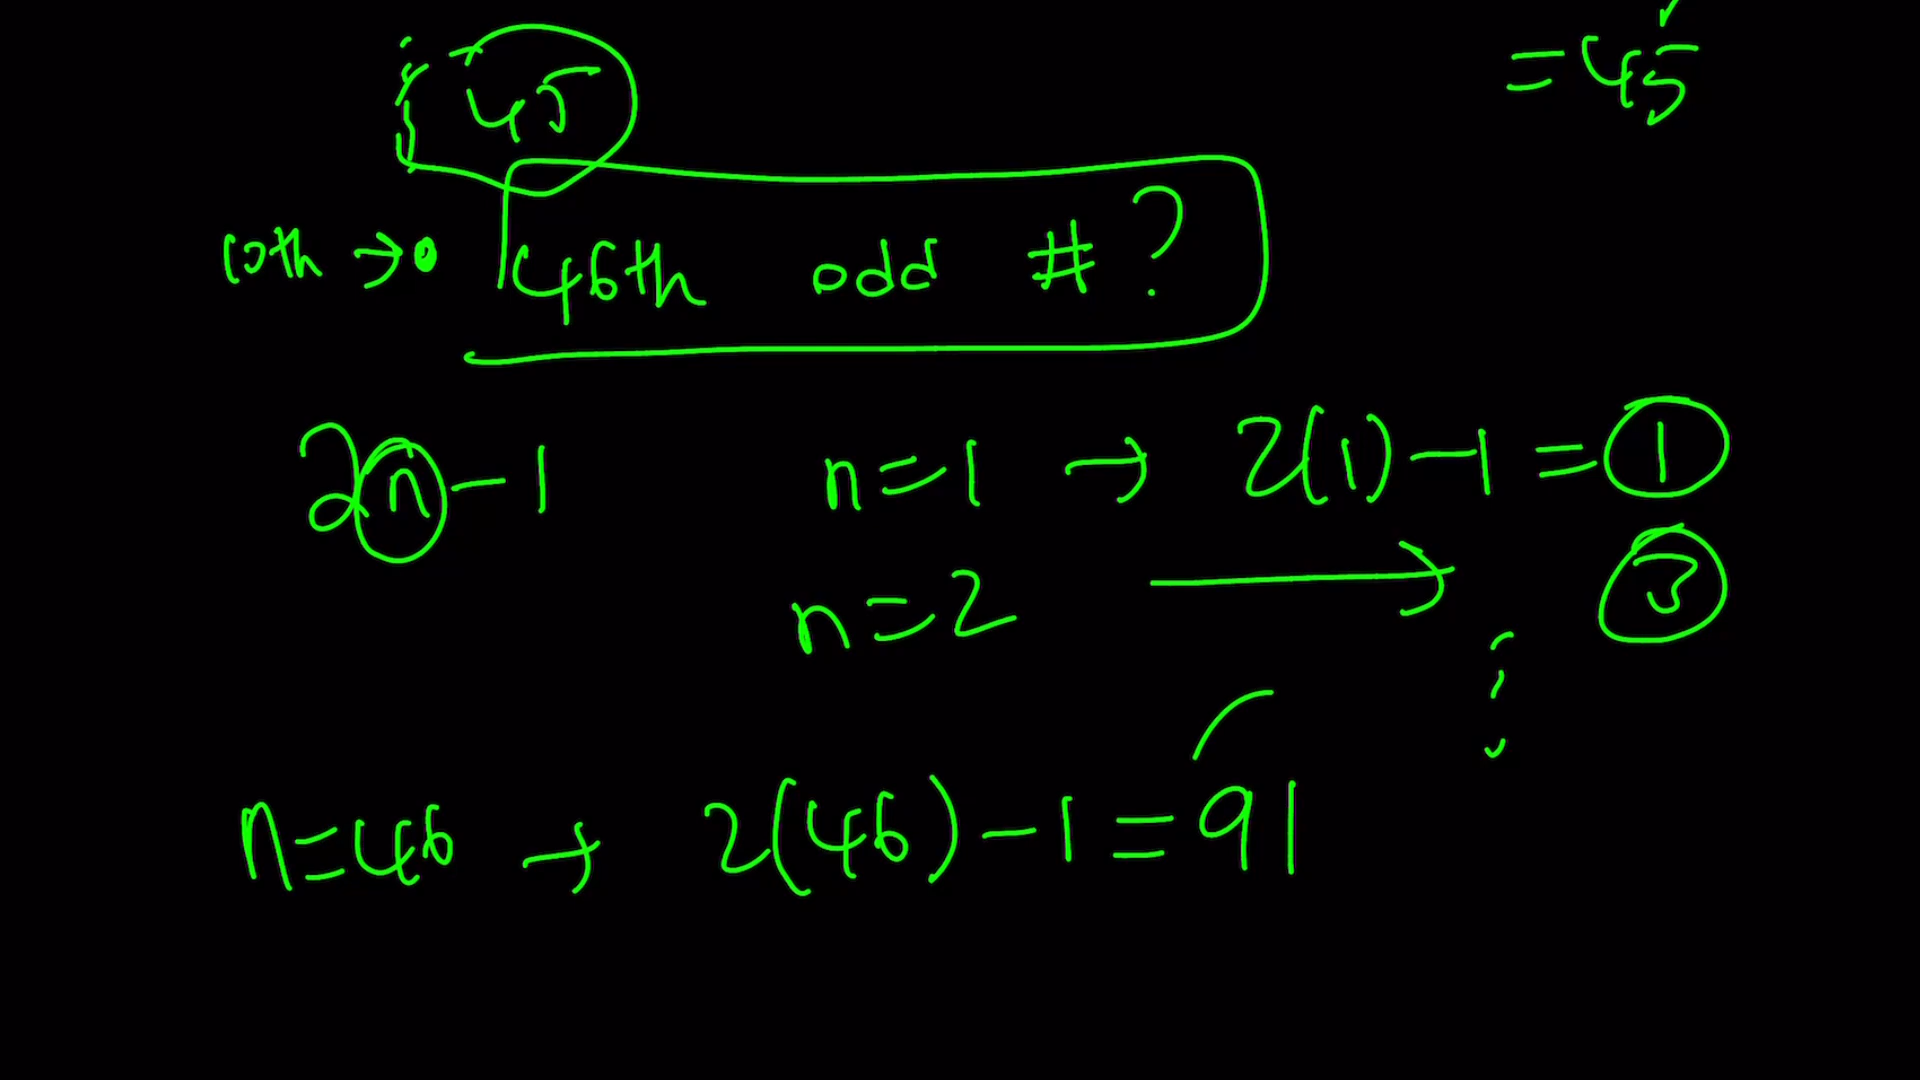 45
= 45
10th → 46th odd # ?
2n - 1 n = 1 → 2(1) - 1 = 1
n = 2 → 3
n = 46 → 2(46) - 1 = 91